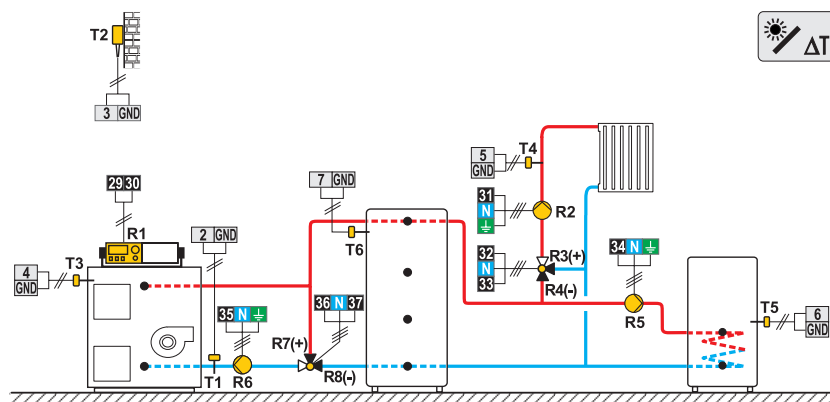 T2
ΔT
3 GND
5 T4
GND
29 30
7 GND
31
N R2
R1
2 GND
T6
32 R3(+)
N
33 R4(-)
34 N
4 T3
GND
35 N
36 N 37
R7(+)
R5
T5 6
GND
T1 R6 R8(-)